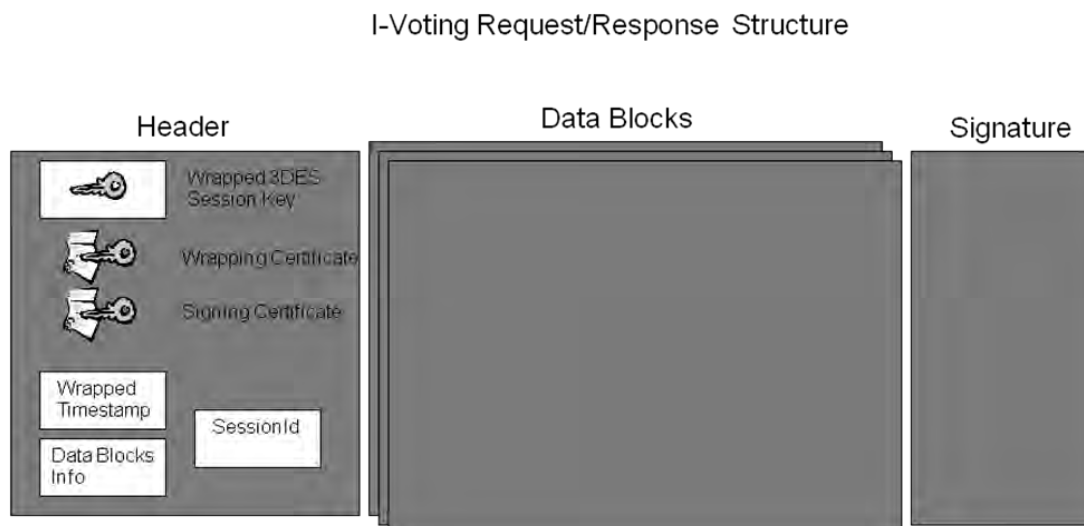 I-Voting Request/Response Structure
Header
Data Blocks
Signature
Wrapped 3DES
Session Key
Wrapping Certificate
Signing Certificate
Wrapped
Timestamp
SessionId
Data Blocks
Info